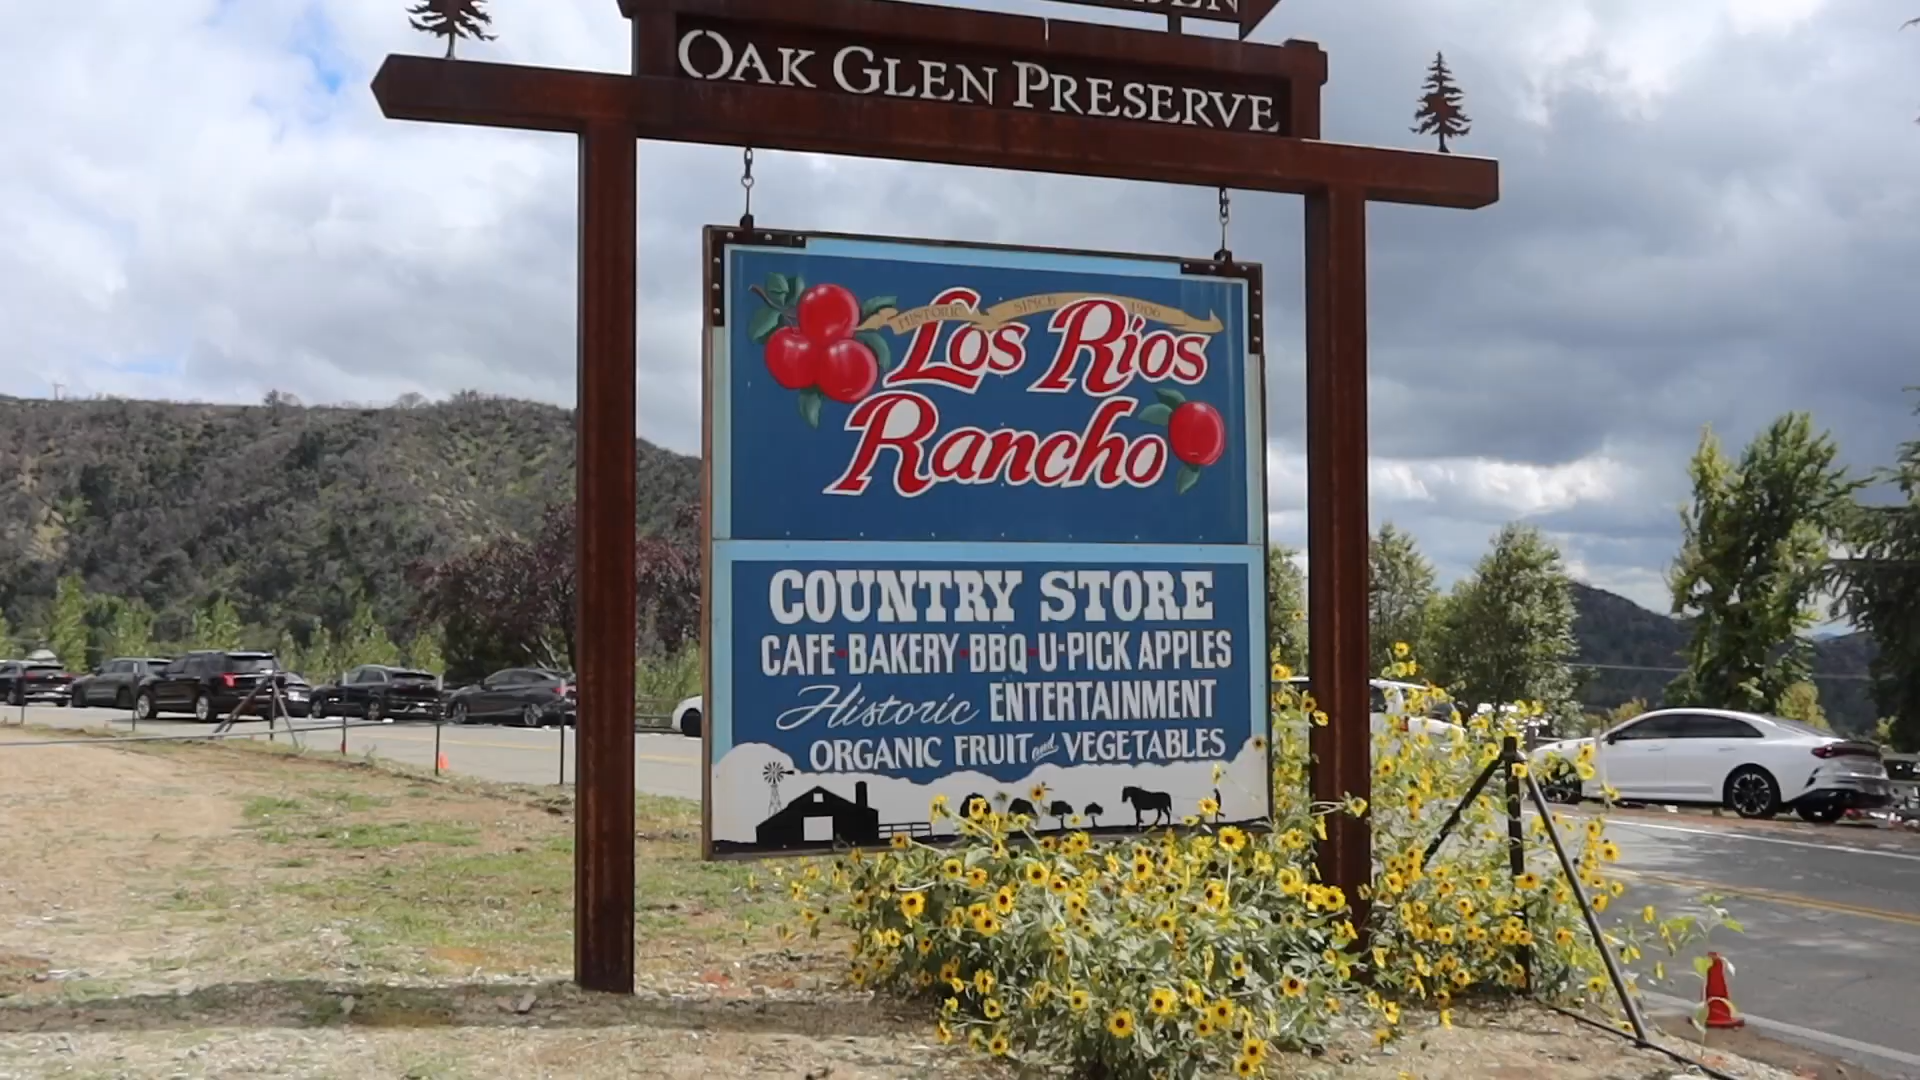 OAK GLEN PRESERVE
HISTORIC SINCE 1906
Los Rios
Rancho
COUNTRY STORE
CAFE·BAKERY·BBQ·U-PICK APPLES
Historic ENTERTAINMENT
ORGANIC FRUIT and VEGETABLES